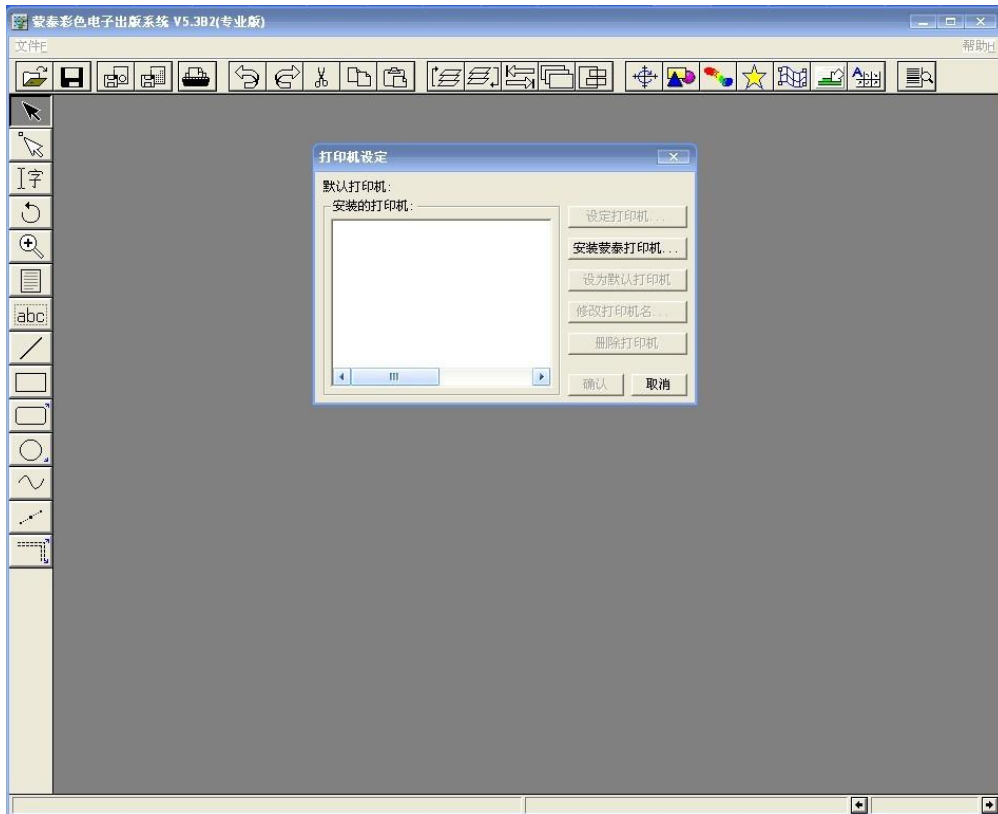 蒙泰彩色电子出版系统 V5.3B2(专业版)
文件F
帮助H
打印机设定
默认打印机:
安装的打印机:
设定打印机...
安装蒙泰打印机...
设为默认打印机
修改打印机名...
册除打印机
确认
取消
字
abc